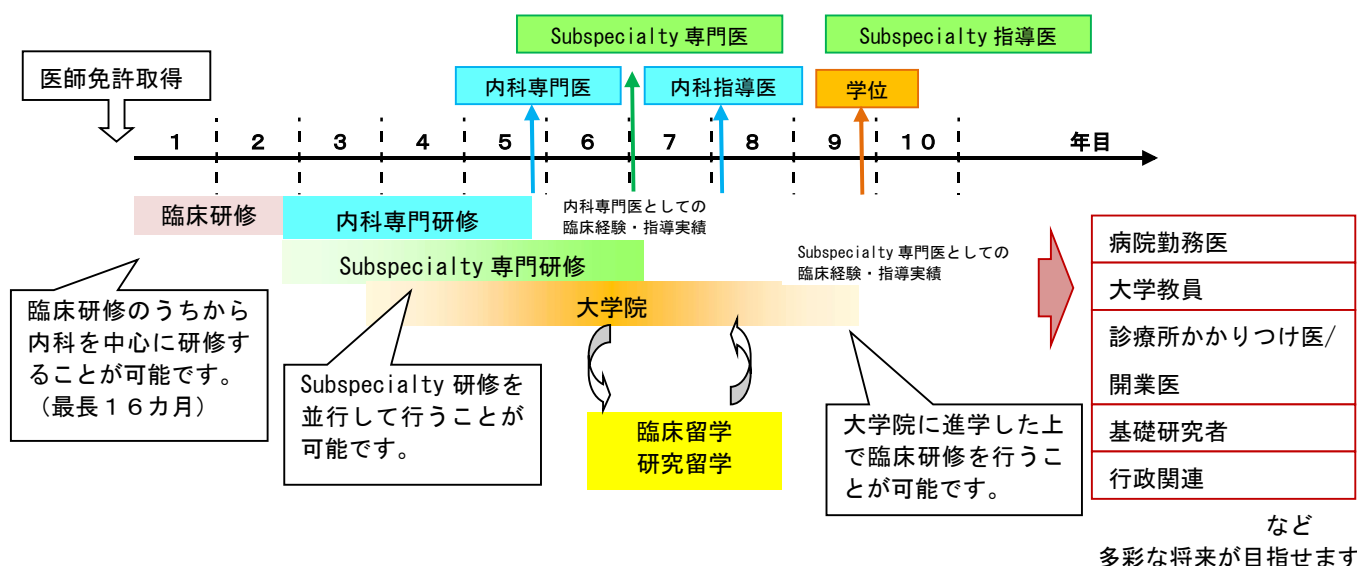 Subspecialty 専門医
Subspecialty 指導医
医師免許取得
内科専門医
内科指導医
学位
1 2 3 4 5 6 7 8 9 10 年目
臨床研修
内科専門研修
内科専門医としての
臨床経験・指導実績
Subspecialty 専門研修
Subspecialty 専門医としての
臨床経験・指導実績
大学院
臨床研修のうちから
内科を中心に研修す
ることが可能です。
（最長１６カ月）
Subspecialty 研修を
並行して行うことが
可能です。
臨床留学
研究留学
大学院に進学した上
で臨床研修を行うこ
とが可能です。
病院勤務医
大学教員
診療所かかりつけ医/
開業医
基礎研究者
行政関連
など
多彩な将来が目指せます